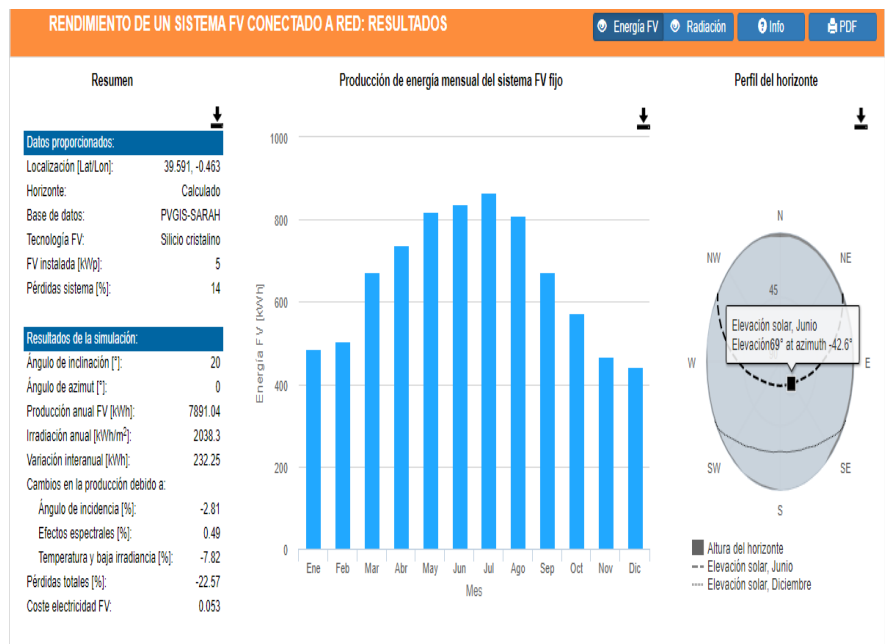 RENDIMIENTO DE UN SISTEMA FV CONECTADO A RED: RESULTADOS
Energía FV
Radiación
Info
PDF
Resumen
Datos proporcionados:
Localización [Lat/Lon]: 39.591, -0.463
Horizonte: Calculado
Base de datos: PVGIS-SARAH
Tecnología FV: Silicio cristalino
FV instalada [kWp]: 5
Pérdidas sistema [%]: 14
Resultados de la simulación:
Ángulo de inclinación [°]: 20
Ángulo de azimut [°]: 0
Producción anual FV [kWh]: 7891.04
Irradiación anual [kWh/m²]: 2038.3
Variación interanual [kWh]: 232.25
Cambios en la producción debido a:
Ángulo de incidencia [%]: -2.81
Efectos espectrales [%]: 0.49
Temperatura y baja irradiancia [%]: -7.82
Pérdidas totales [%]: -22.57
Coste electricidad FV: 0.053
Producción de energía mensual del sistema FV fijo
Energía FV [kWh]
1000
800
600
400
200
0
Ene Feb Mar Abr May Jun Jul Ago Sep Oct Nov Dic
Mes
Perfil del horizonte
N
NW NE
45
Elevación solar, Junio
Elevación69° at azimuth -42.6°
W E
SW SE
S
Altura del horizonte
Elevación solar, Junio
Elevación solar, Diciembre